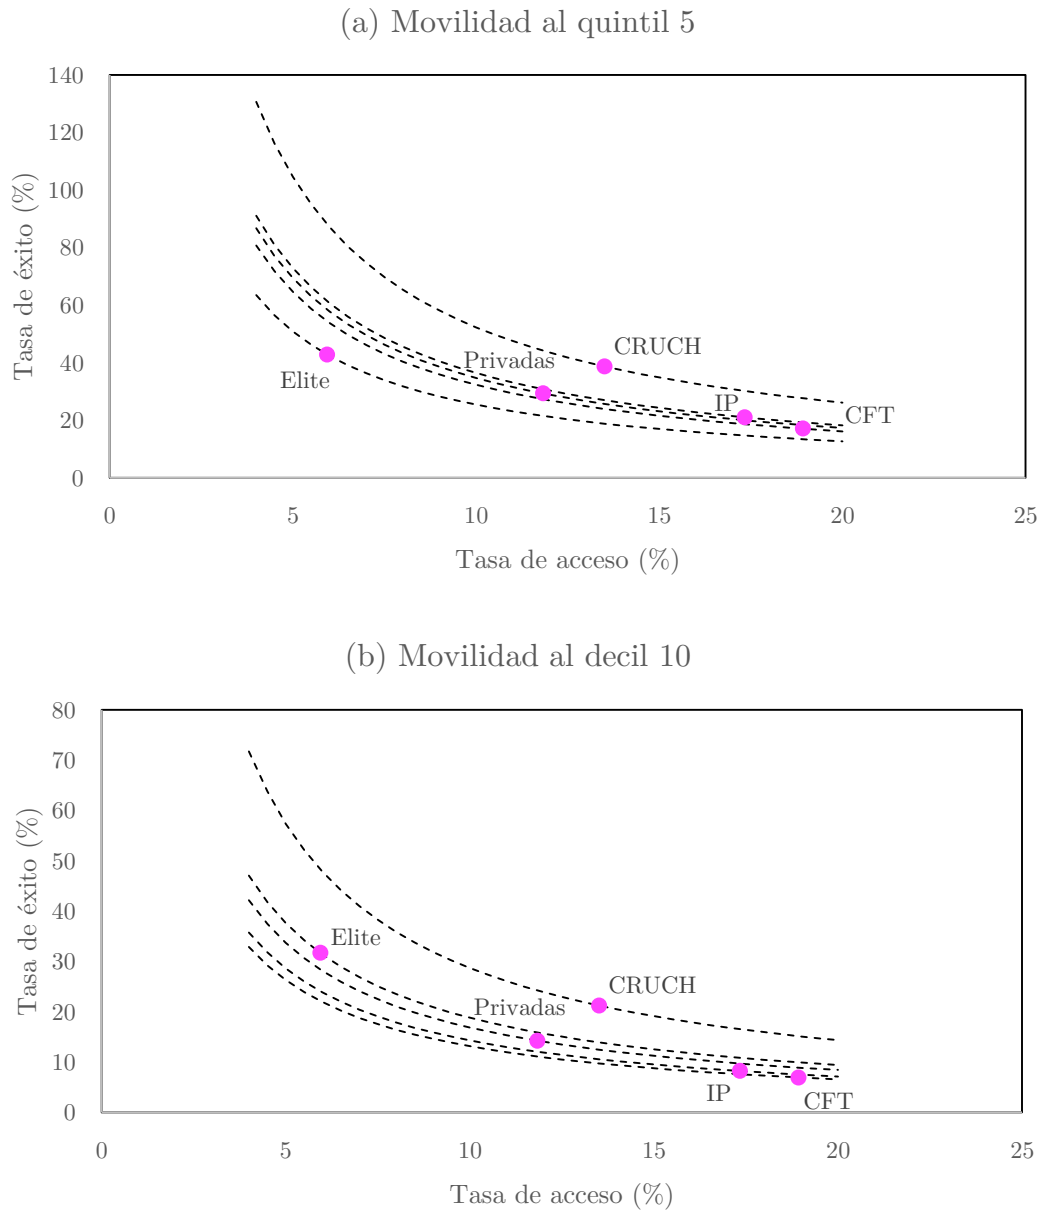 (a) Movilidad al quintil 5
140
120
100
80
60
40
20
0
Tasa de éxito (%)
CRUCH
Privadas
Elite
IP
CFT
0 5 10 15 20 25
Tasa de acceso (%)
(b) Movilidad al decil 10
80
70
60
50
40
30
20
10
0
Tasa de éxito (%)
Elite
CRUCH
Privadas
IP
CFT
0 5 10 15 20 25
Tasa de acceso (%)